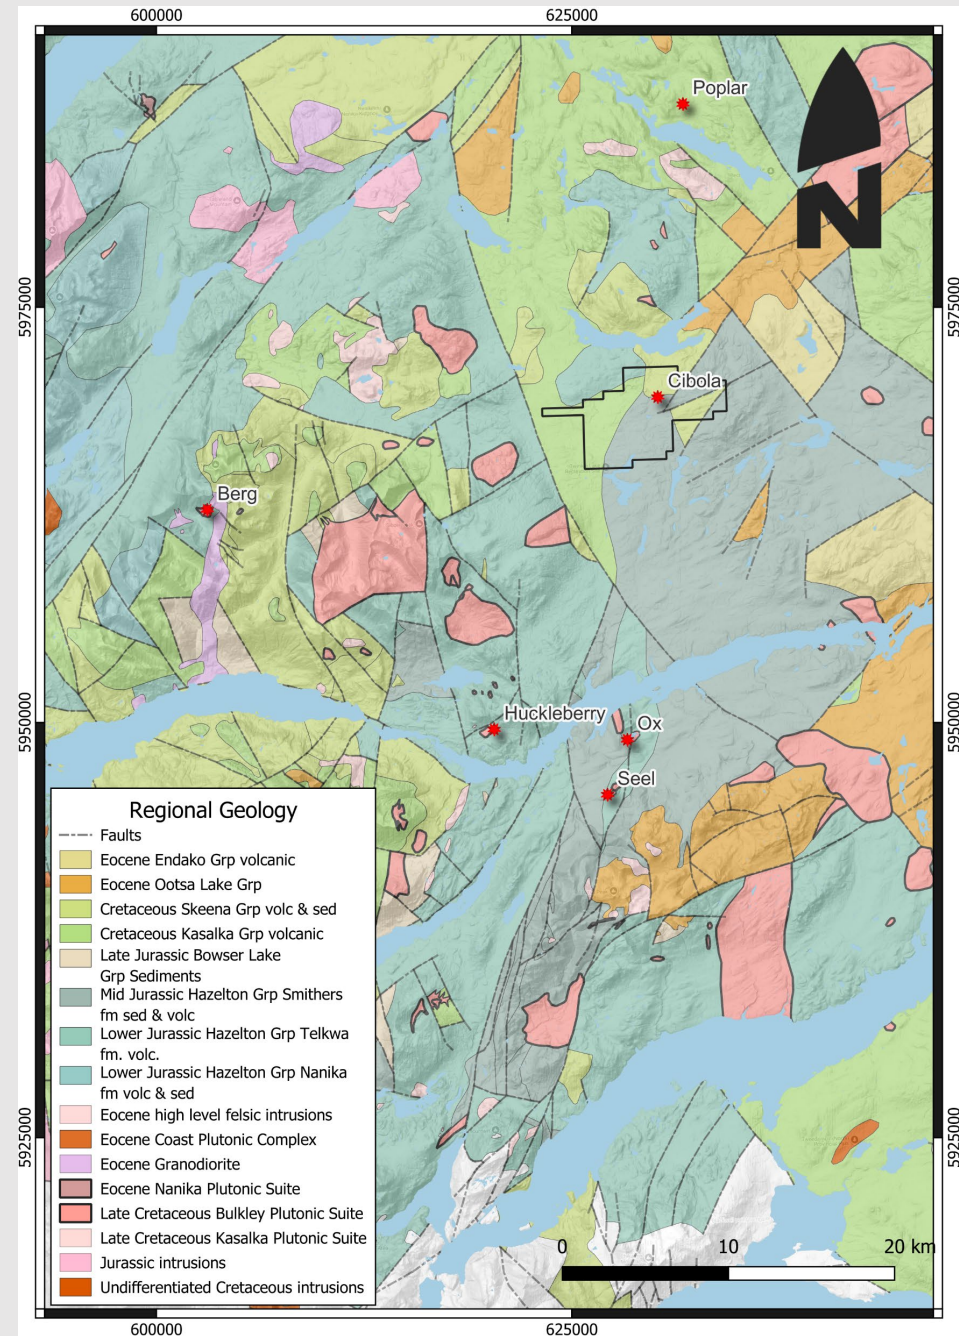 600000
625000
Poplar
N
5975000
5975000
Cibola
Berg
Huckleberry
Ox
5950000
5950000
Seel
Regional Geology
Faults
Eocene Endako Grp volcanic
Eocene Ootsa Lake Grp
Cretaceous Skeena Grp volc & sed
Cretaceous Kasalka Grp volcanic
Late Jurassic Bowser Lake
Grp Sediments
Mid Jurassic Hazelton Grp Smithers
fm sed & volc
Lower Jurassic Hazelton Grp Telkwa
fm. volc.
Lower Jurassic Hazelton Grp Nanika
fm volc & sed
Eocene high level felsic intrusions
Eocene Coast Plutonic Complex
Eocene Granodiorite
Eocene Nanika Plutonic Suite
Late Cretaceous Bulkley Plutonic Suite
Late Cretaceous Kasalka Plutonic Suite
Jurassic intrusions
Undifferentiated Cretaceous intrusions
5925000
5925000
0 10 20 km
600000
625000